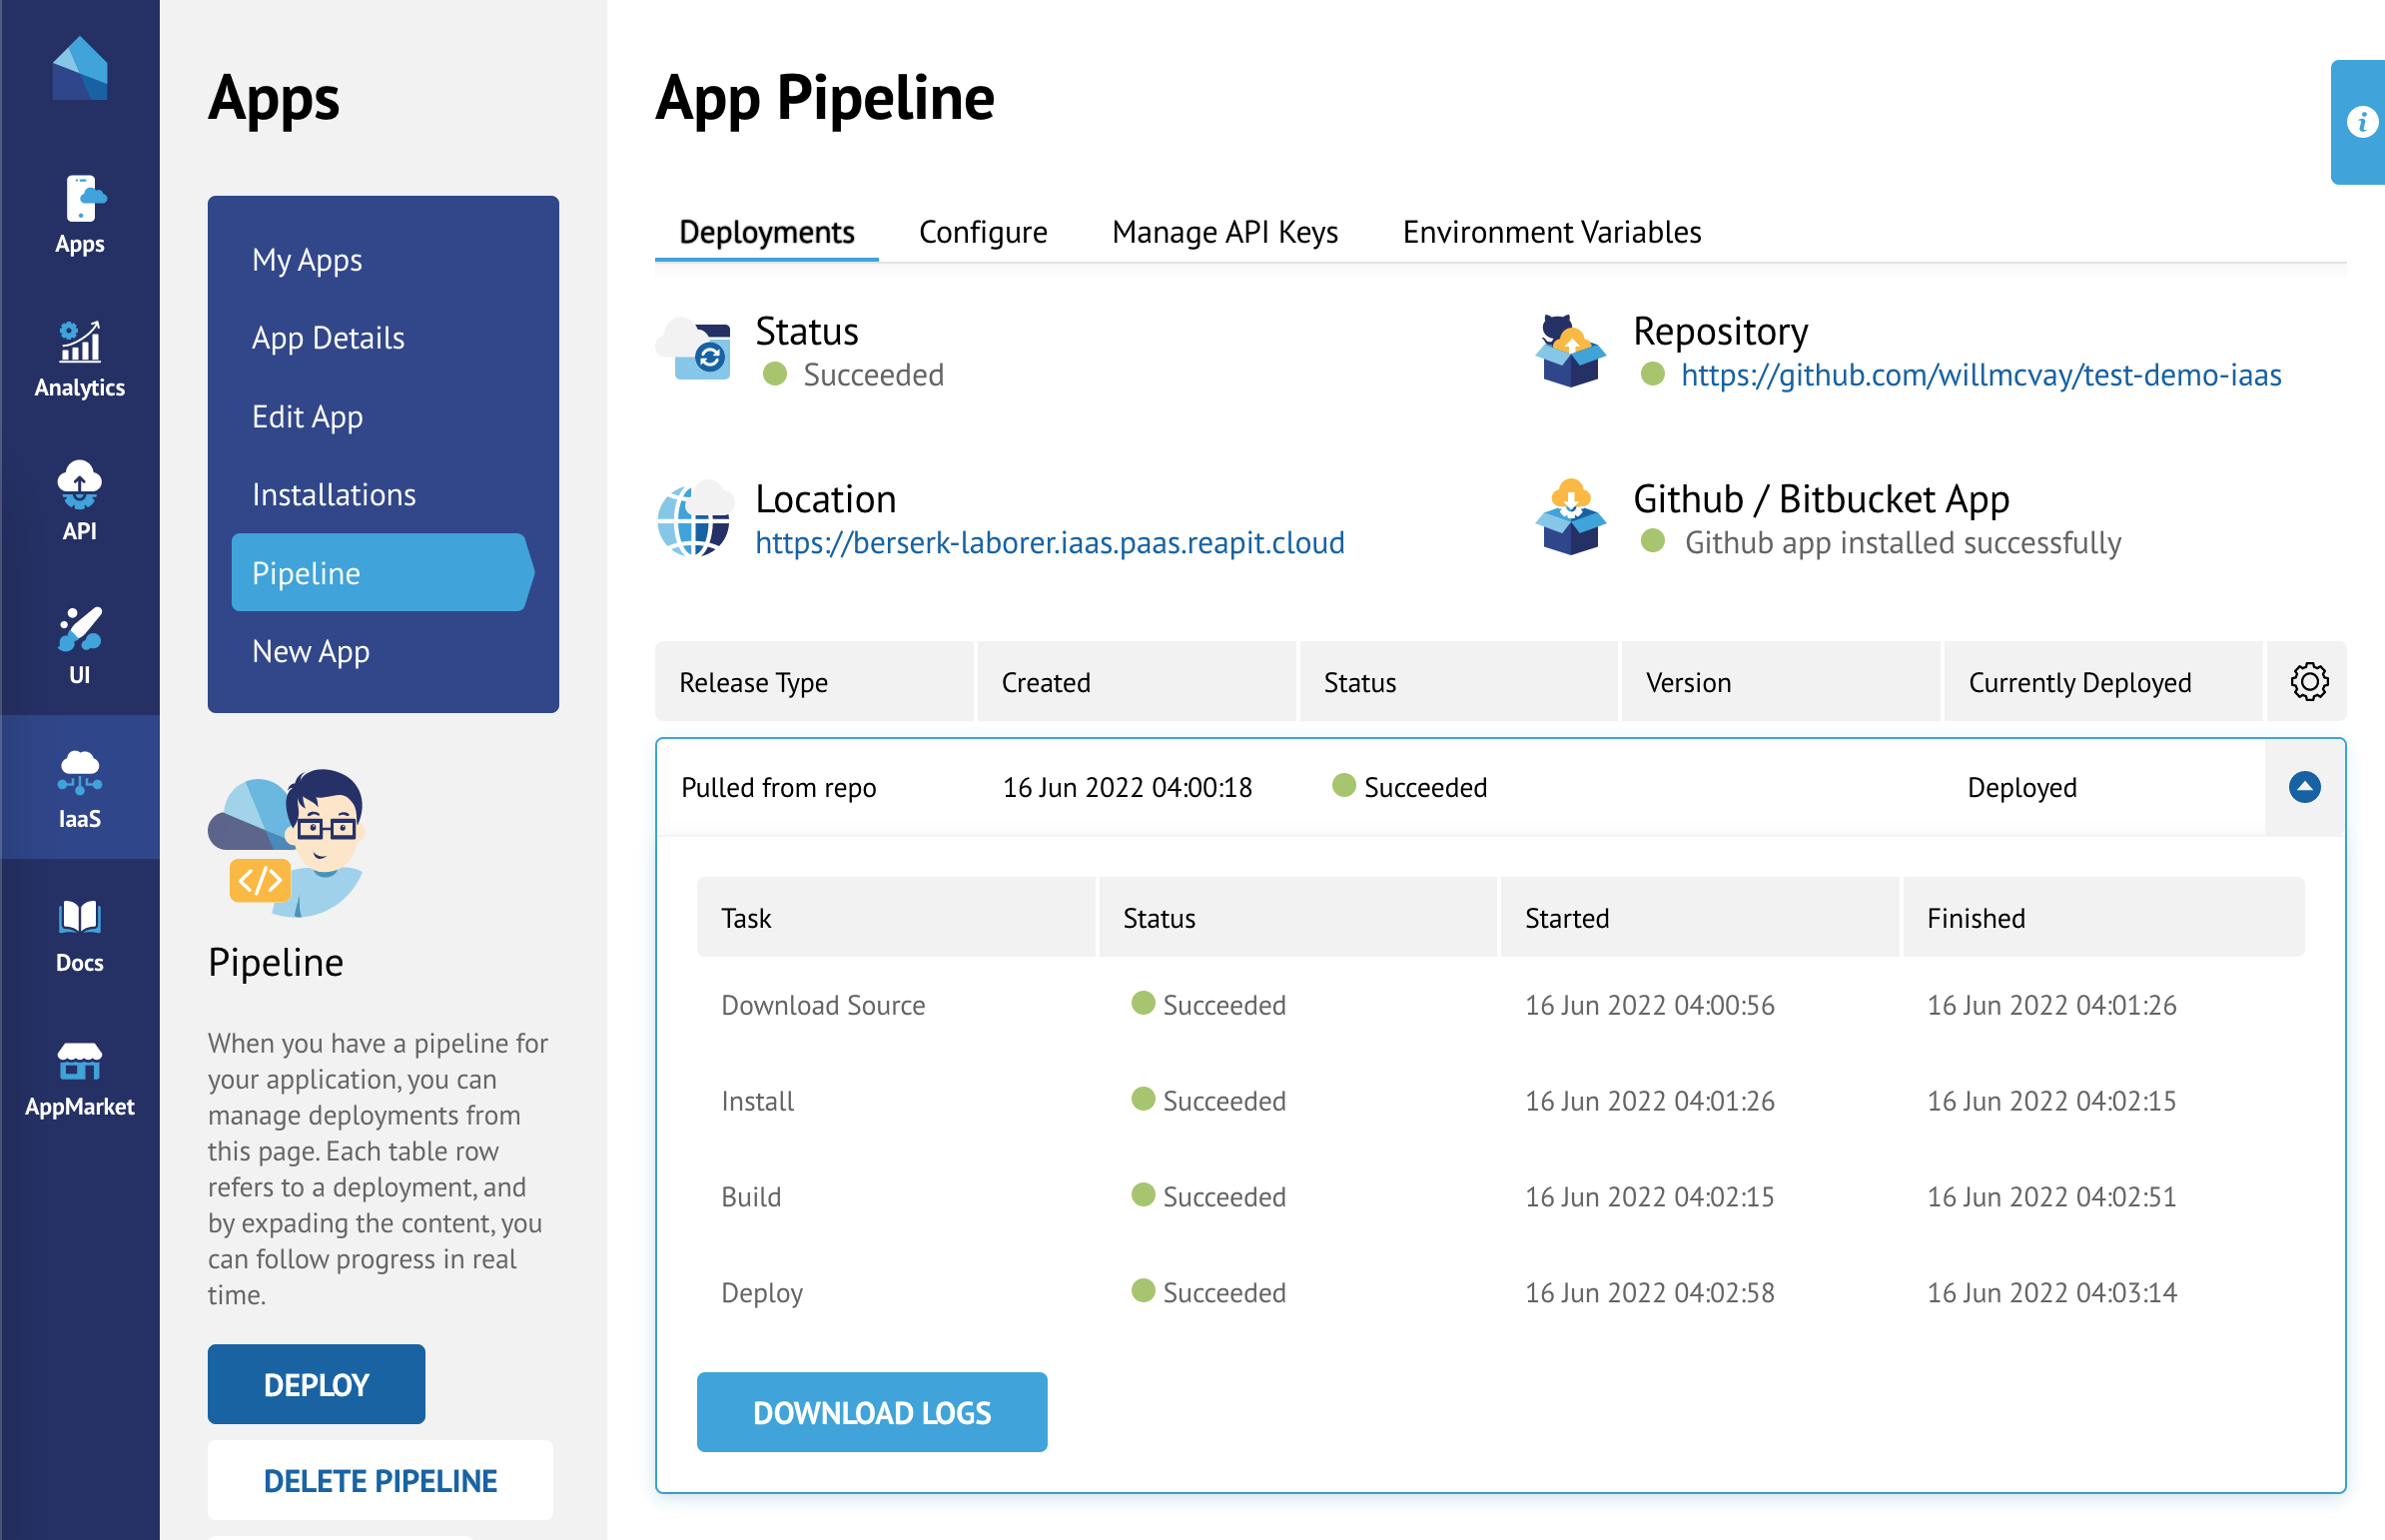 Apps
Analytics
API
UI
IaaS
Docs
AppMarket
Apps
My Apps
App Details
Edit App
Installations
Pipeline
New App
</>
Pipeline
When you have a pipeline for
your application, you can
manage deployments from
this page. Each table row
refers to a deployment, and
by expading the content, you
can follow progress in real
time.
DEPLOY
DELETE PIPELINE
App Pipeline
i
Deployments Configure Manage API Keys Environment Variables
Status
Succeeded
Repository
https://github.com/willmcvay/test-demo-iaas
Location
https://berserk-laborer.iaas.paas.reapit.cloud
Github / Bitbucket App
Github app installed successfully
Release Type Created Status Version Currently Deployed
Pulled from repo 16 Jun 2022 04:00:18 Succeeded Deployed
Task Status Started Finished
Download Source Succeeded 16 Jun 2022 04:00:56 16 Jun 2022 04:01:26
Install Succeeded 16 Jun 2022 04:01:26 16 Jun 2022 04:02:15
Build Succeeded 16 Jun 2022 04:02:15 16 Jun 2022 04:02:51
Deploy Succeeded 16 Jun 2022 04:02:58 16 Jun 2022 04:03:14
DOWNLOAD LOGS